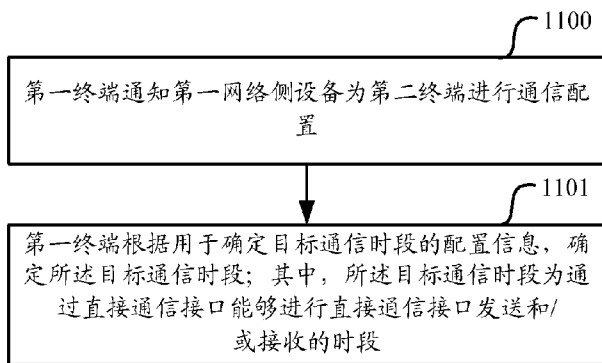 1100
第一终端通知第一网络侧设备为第二终端进行通信配
置
1101
第一终端根据用于确定目标通信时段的配置信息，确
定所述目标通信时段；其中，所述目标通信时段为通
过直接通信接口能够进行直接通信接口发送和/
或接收的时段